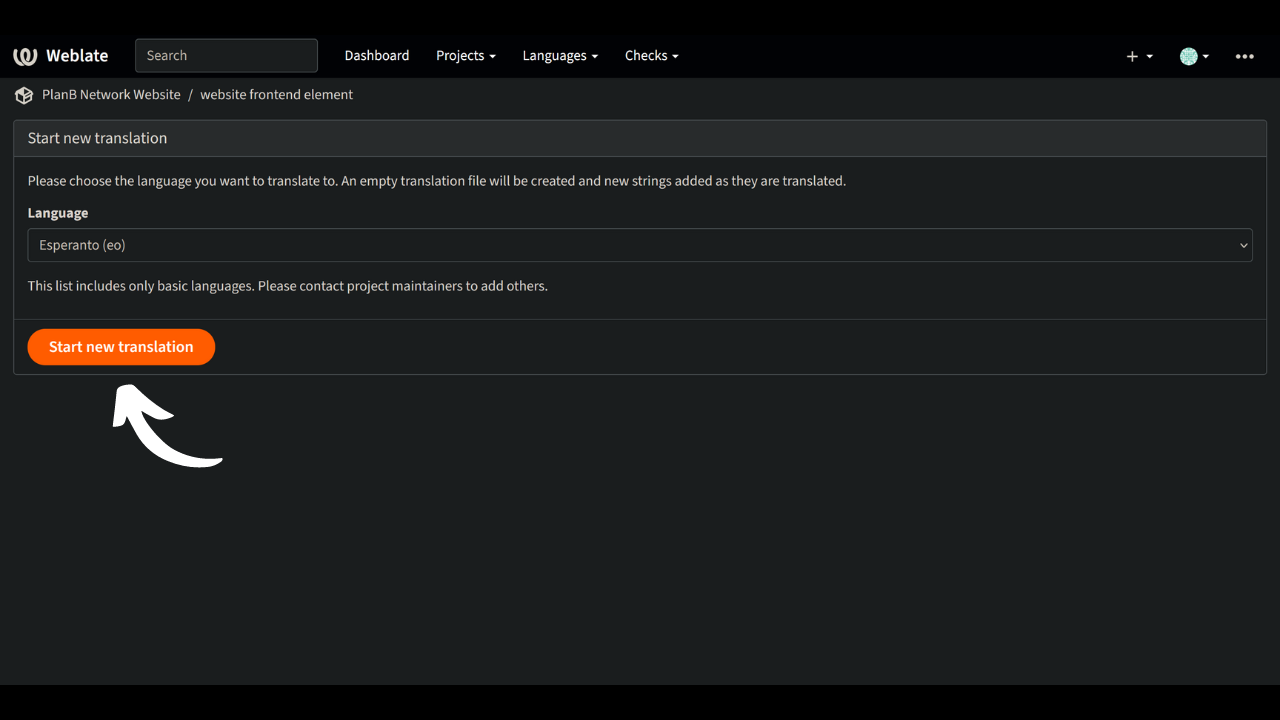 Weblate Search Dashboard Projects Languages Checks
PlanB Network Website / website frontend element
Start new translation
Please choose the language you want to translate to. An empty translation file will be created and new strings added as they are translated.
Language
Esperanto (eo)
This list includes only basic languages. Please contact project maintainers to add others.
Start new translation